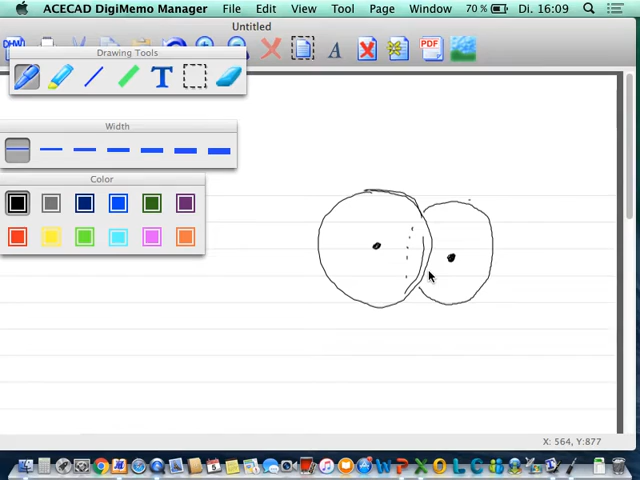 ACECAD DigiMemo Manager File Edit View Tool Page Window 70 % Di. 16:09
Untitled
DHW A PDF
Drawing Tools
T
Width
Color
X: 564, Y:877